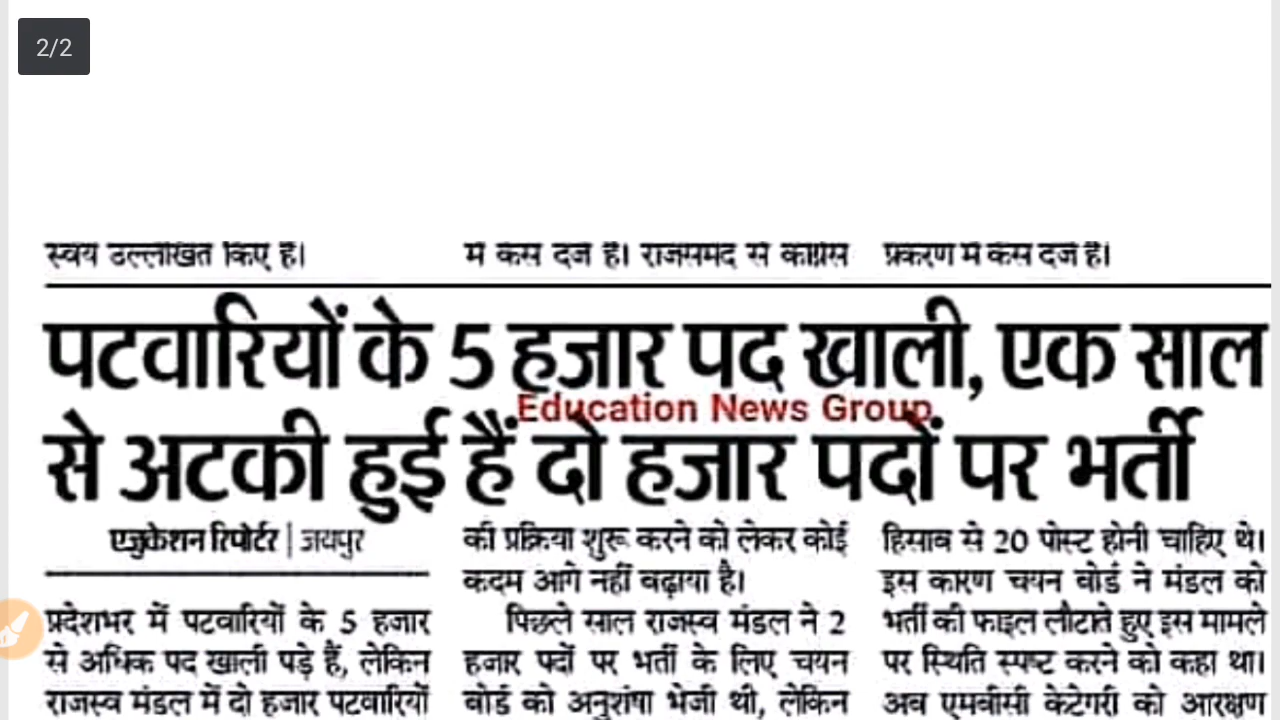 2/2
स्वयं उल्लेखित किए है।
में केस दर्ज है। राजसमंद से कांग्रेस
प्रकरण में केस दर्ज है।
पटवारियों के 5 हजार पद खाली, एक साल
Education News Group
से अटकी हुई हैं दो हजार पदों पर भर्ती
एजुकेशन रिपोर्टर | जयपुर
प्रदेशभर में पटवारियों के 5 हजार
से अधिक पद खाली पड़े हैं, लेकिन
राजस्व मंडल में दो हजार पटवारियों
की प्रक्रिया शुरू करने को लेकर कोई
कदम आगे नहीं बढ़ाया है।
पिछले साल राजस्व मंडल ने 2
हजार पदों पर भर्ती के लिए चयन
बोर्ड को अनुशंषा भेजी थी, लेकिन
हिसाब से 20 पोस्ट होनी चाहिए थे।
इस कारण चयन बोर्ड ने मंडल को
भर्ती की फाइल लौटाते हुए इस मामले
पर स्थिति स्पष्ट करने को कहा था।
अब एमबीसी केटेगरी को आरक्षण